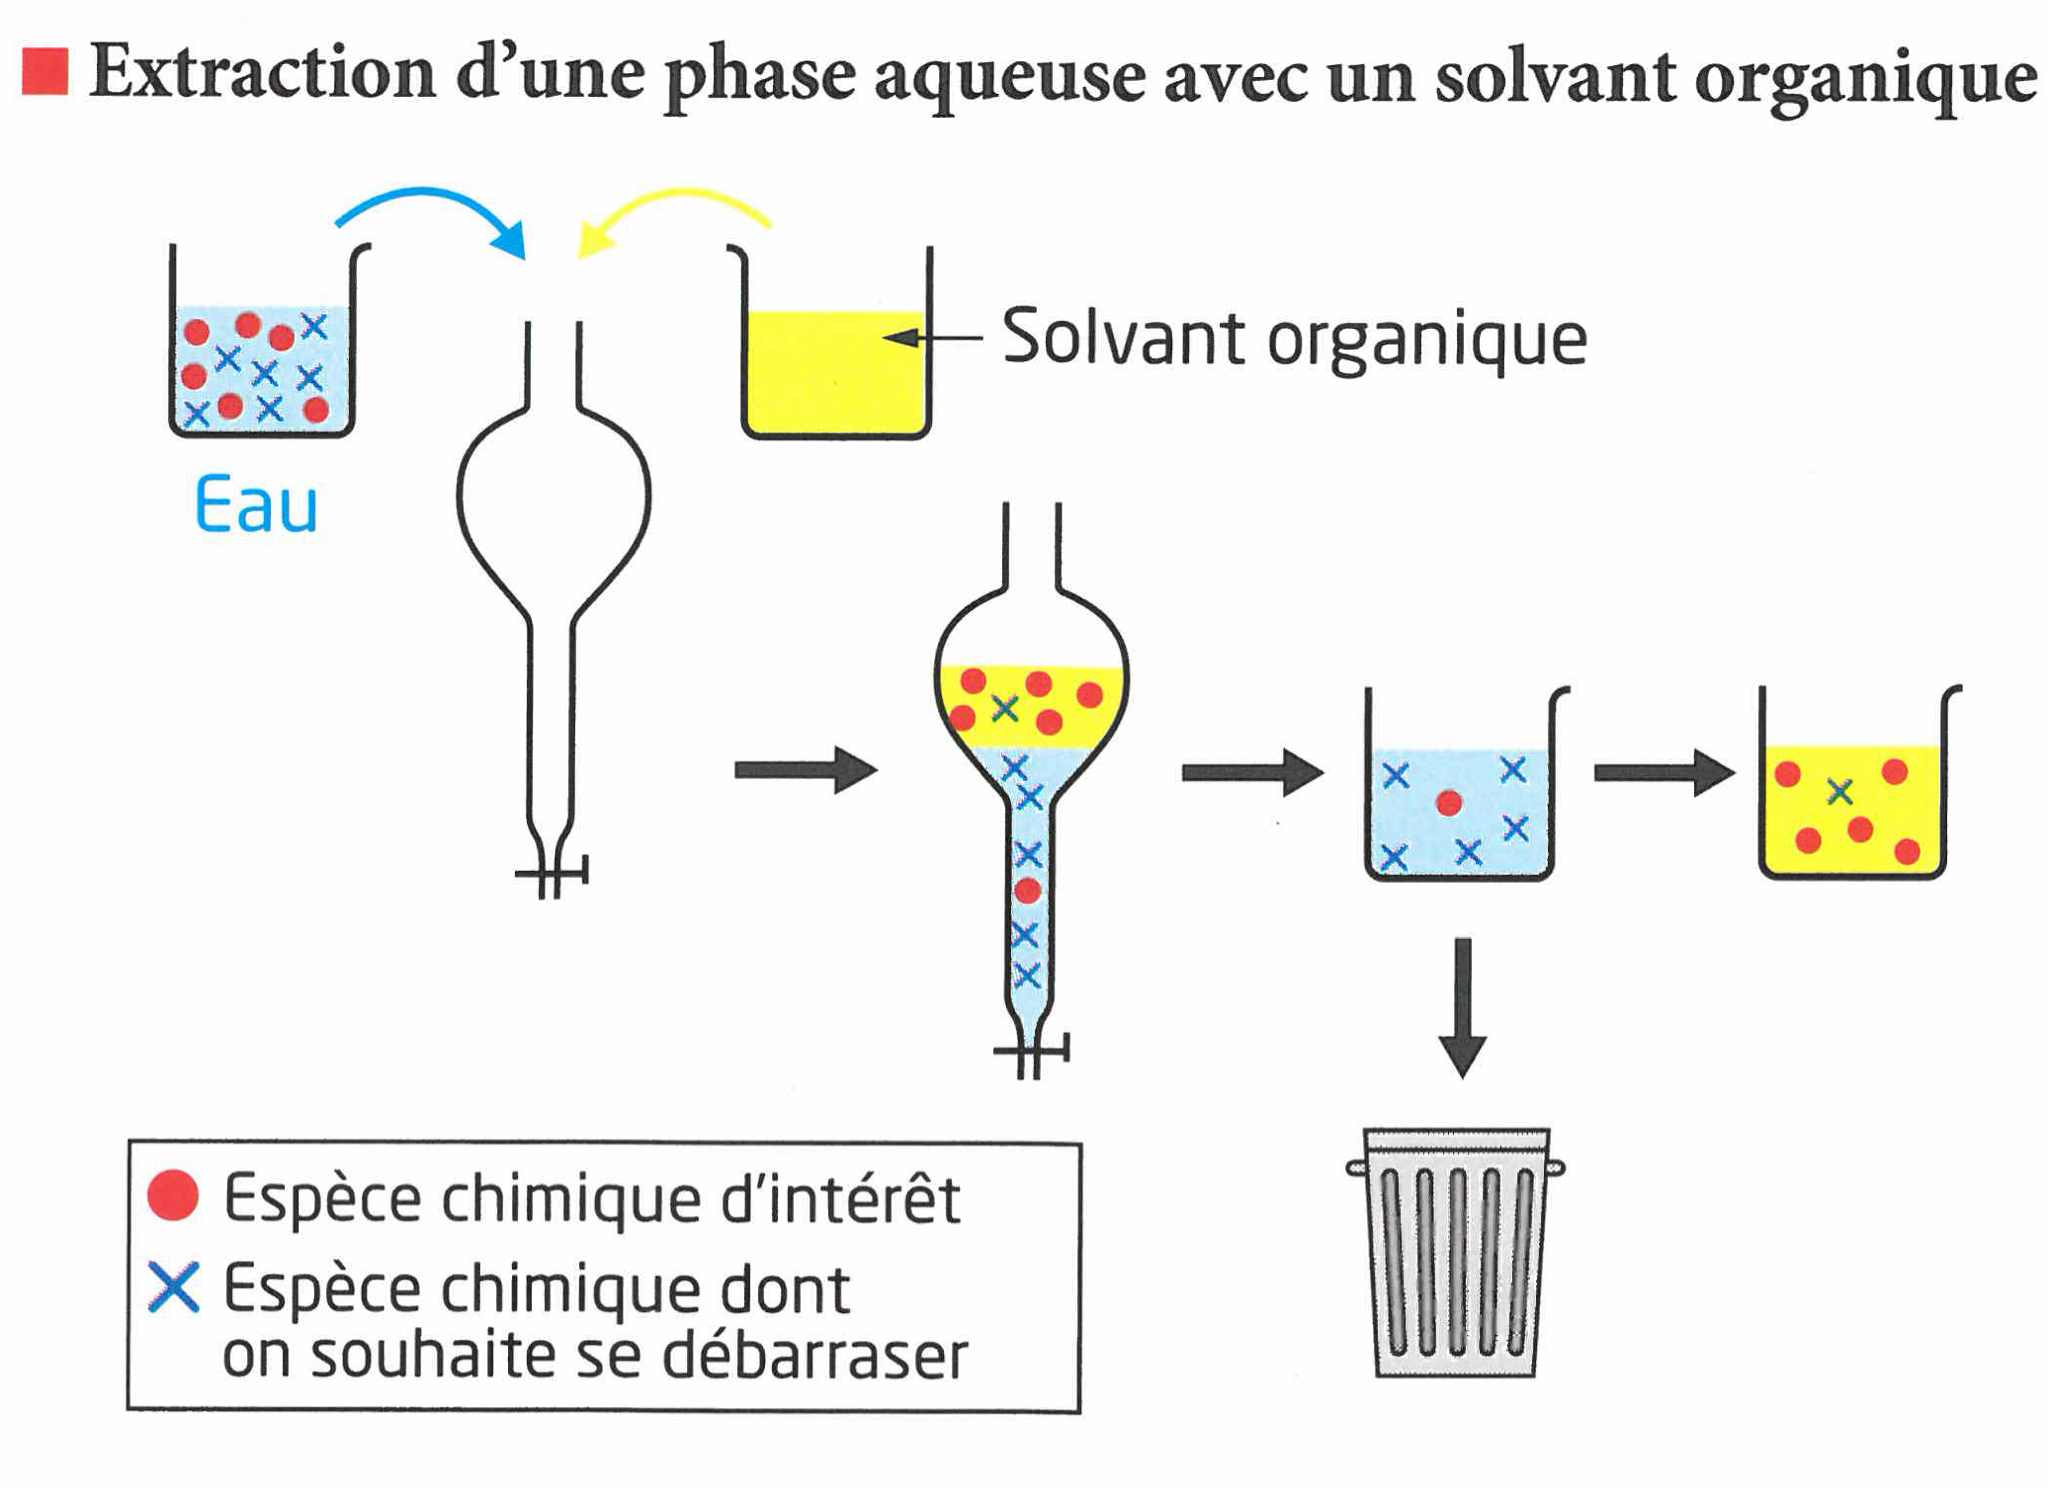 Extraction d'une phase aqueuse avec un solvant organique
Solvant organique
Eau
Espèce chimique d'intérêt
Espèce chimique dont
on souhaite se débarraser